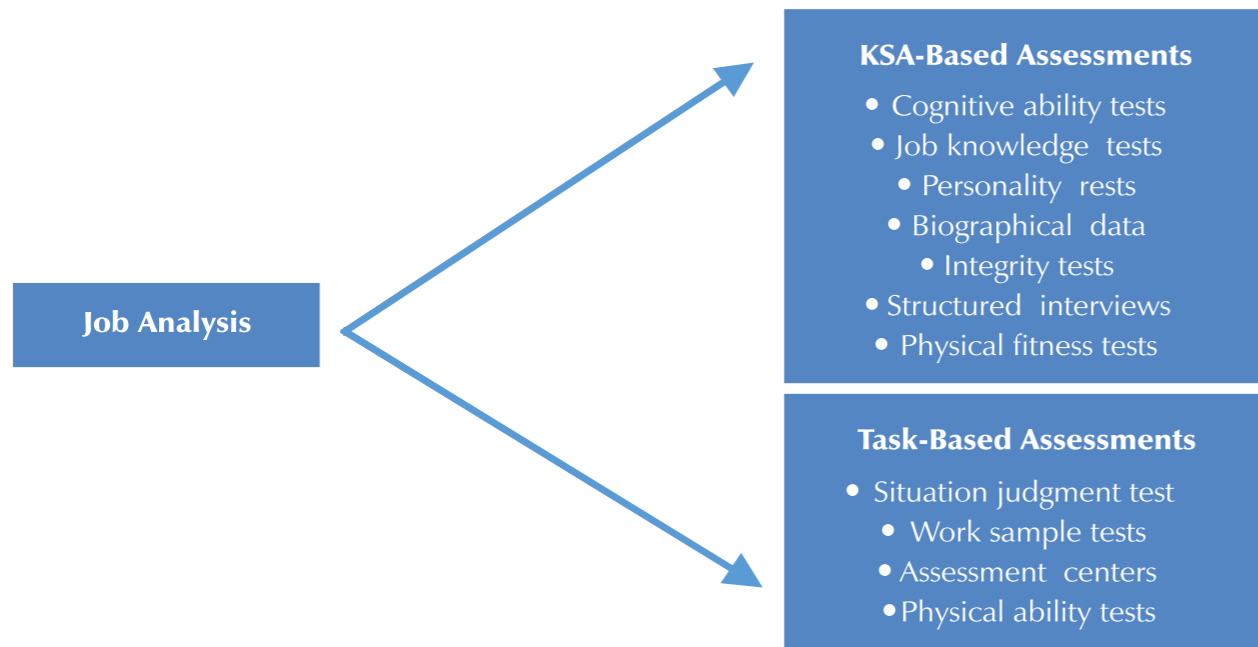 Job Analysis
KSA-Based Assessments
• Cognitive ability tests
• Job knowledge tests
• Personality rests
• Biographical data
• Integrity tests
• Structured interviews
• Physical fitness tests
Task-Based Assessments
• Situation judgment test
• Work sample tests
• Assessment centers
• Physical ability tests